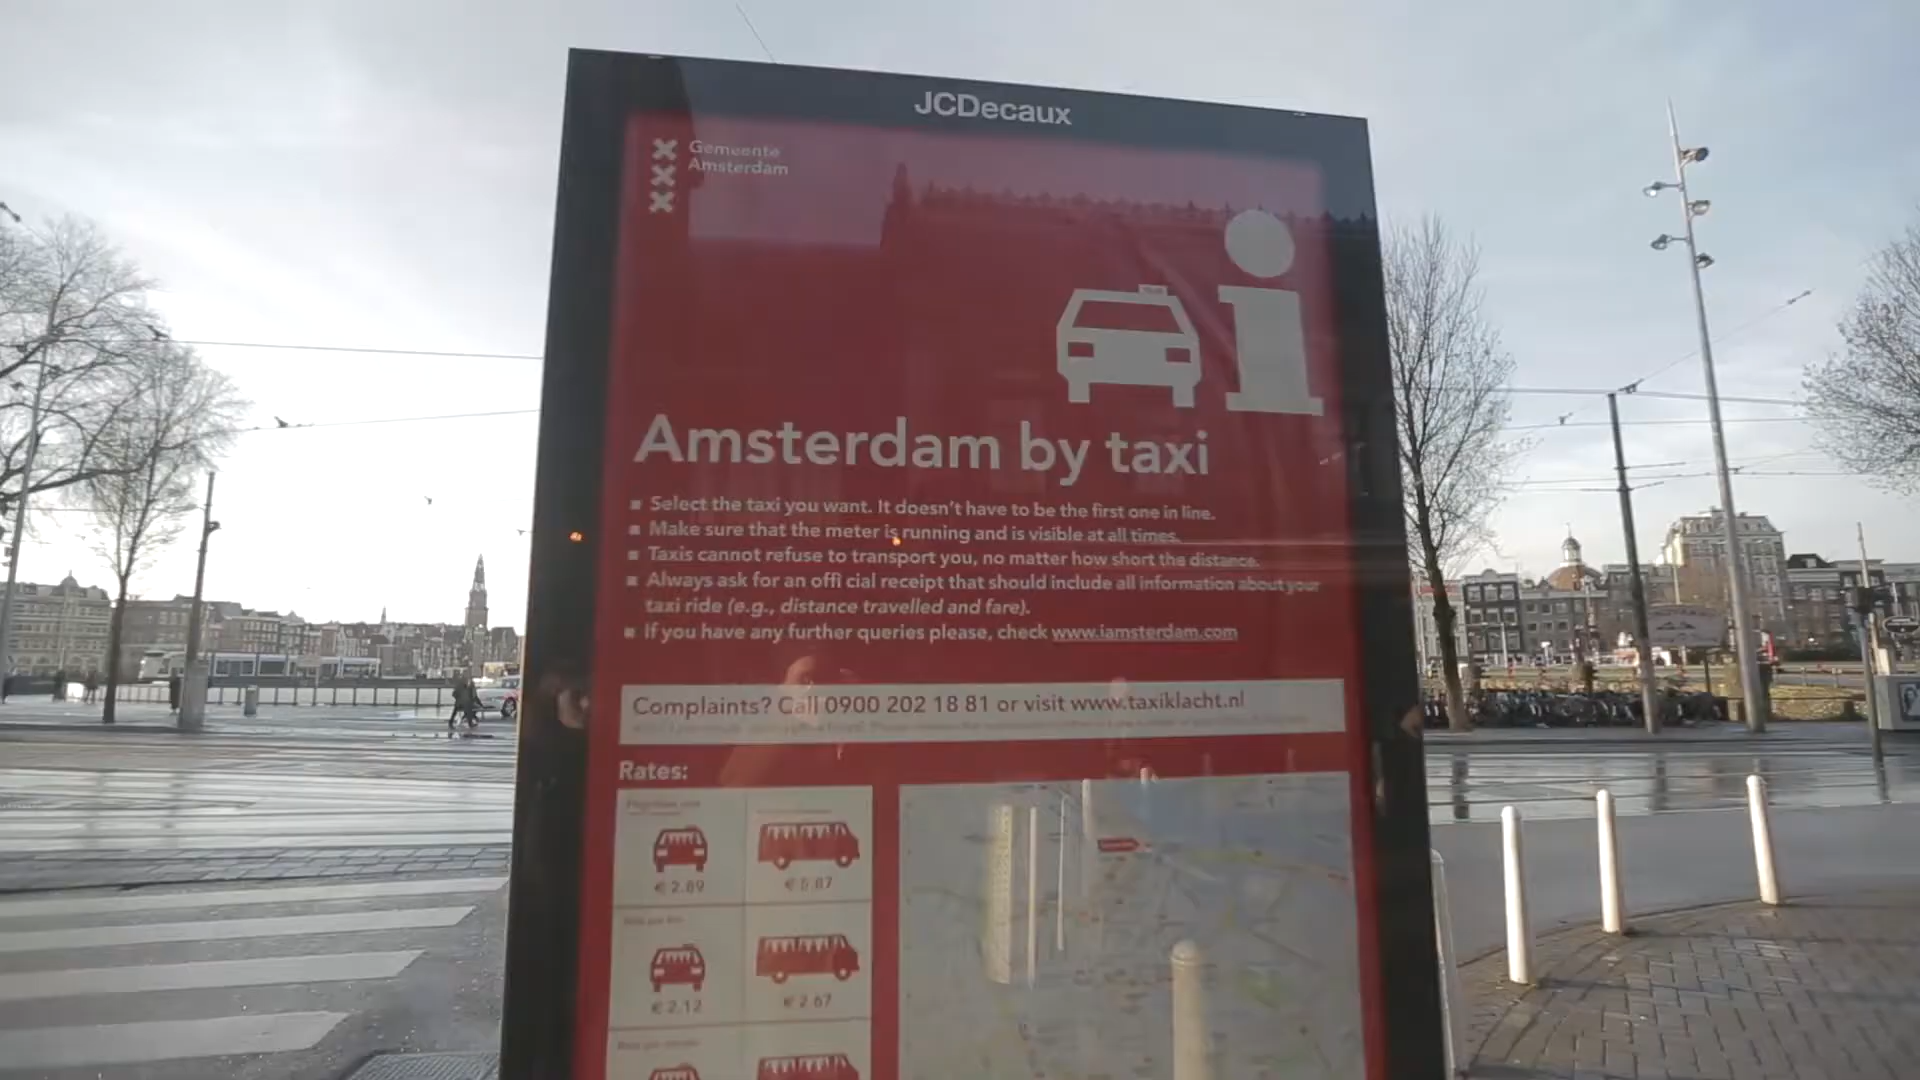 JCDecaux
Gemeente
Amsterdam
Amsterdam by taxi
Select the taxi you want. It doesn't have to be the first one in line.
Make sure that the meter is running and is visible at all times.
Taxis cannot refuse to transport you, no matter how short the distance.
Always ask for an offi cial receipt that should include all information about your
taxi ride (e.g., distance travelled and fare).
If you have any further queries please, check www.iamsterdam.com
Complaints? Call 0900 202 18 81 or visit www.taxiklacht.nl
Rates:
€ 2.89
€ 5.87
€ 2.12
€ 2.67